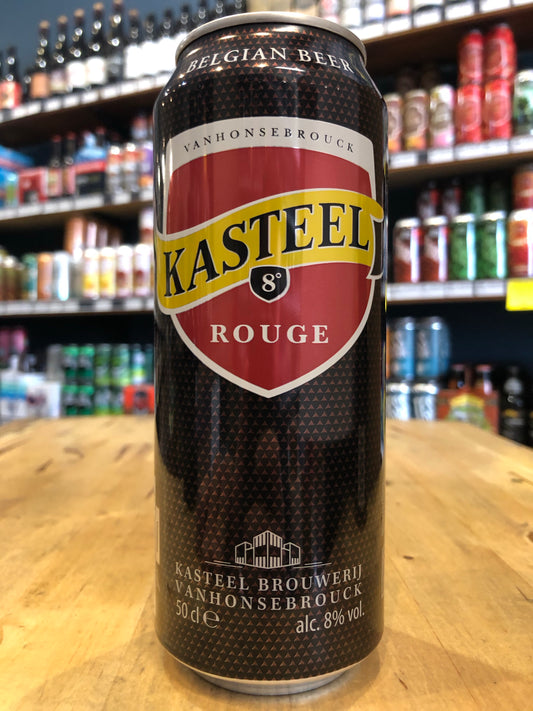 BELGIAN BEER
VANHONSEBROUCK
KASTEEL
8°
ROUGE
KASTEEL BROUWERIJ
VANHONSEBROUCK
50 cl e alc. 8% vol.